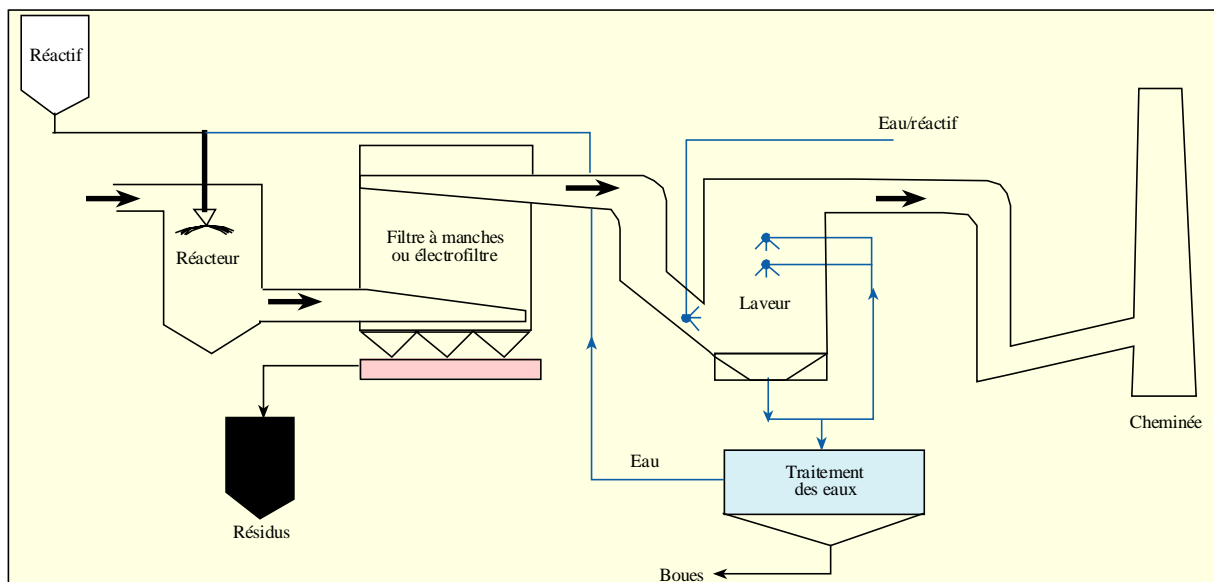 Réactif
Eau/réactif
Filtre à manches
ou électrofiltre
Réacteur
Laveur
Cheminée
Eau
Traitement
des eaux
Résidus
Boues